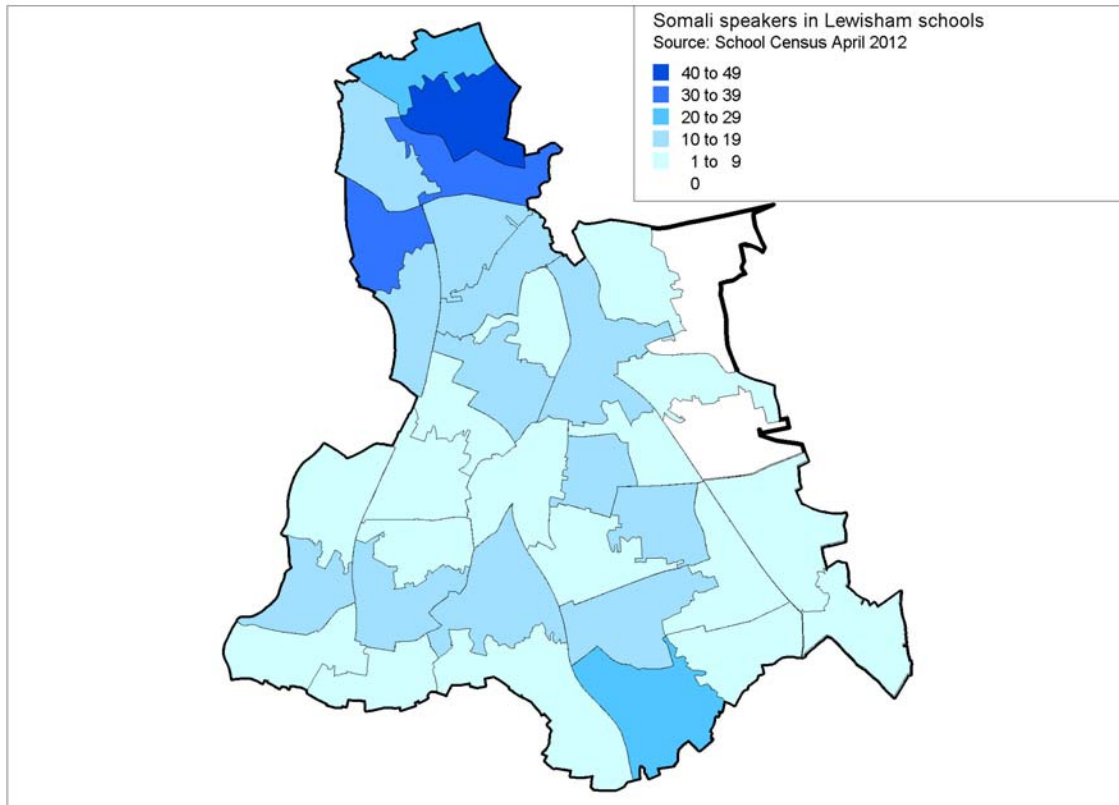 Somali speakers in Lewisham schools
Source: School Census April 2012
40 to 49
30 to 39
20 to 29
10 to 19
1 to 9
0